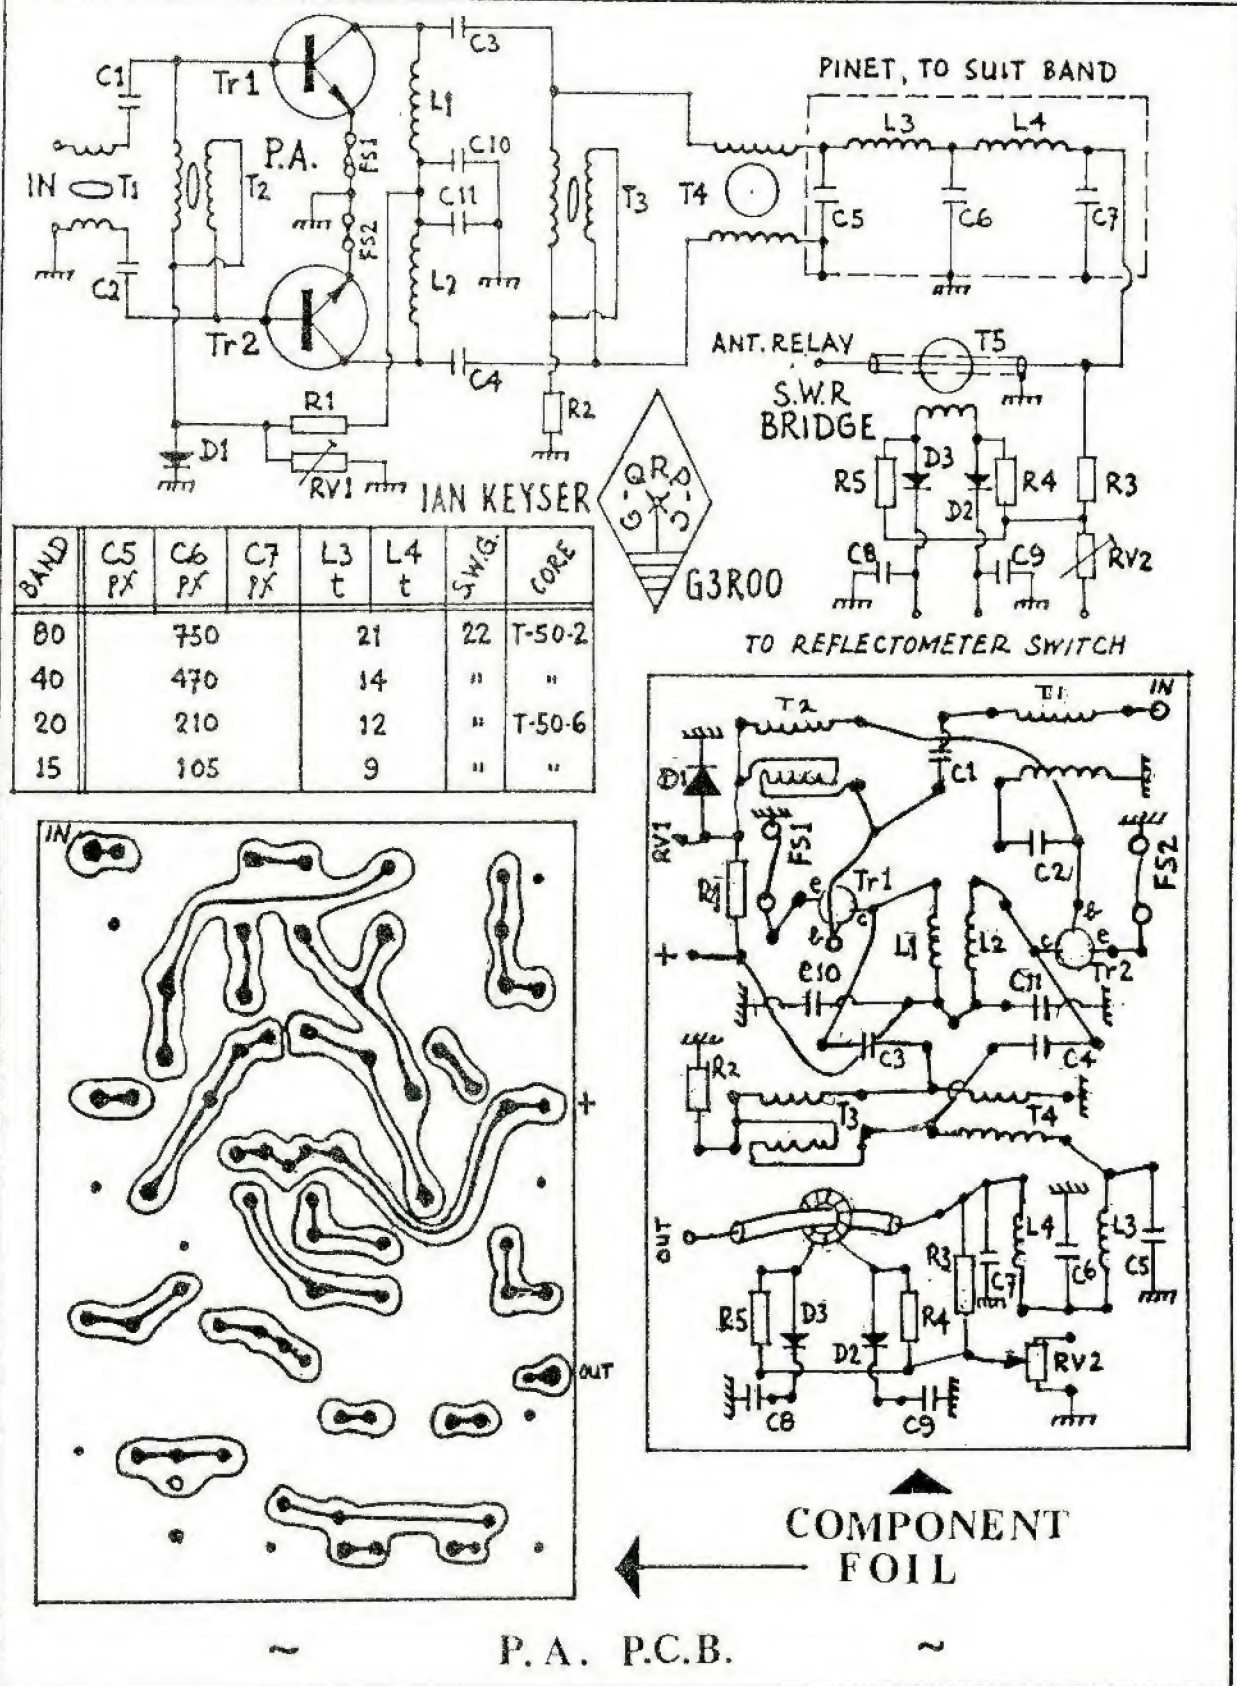 C1
Tr1
P.A.
IN
T1
T2
C2
Tr2
FS1
FS2
L1
L2
C3
C10
C11
C4
T3
T4
R1
D1
RV1
R2
PINET, TO SUIT BAND
L3
L4
C5
C6
C7
ANT. RELAY
T5
S.W.R
BRIDGE
R5
D3
D2
R4
R3
RV2
C8
C9
TO REFLECTOMETER SWITCH
IAN KEYSER
G-QRP-C
G3ROO
BAND C5 pf C6 pf C7 pf L3 t L4 t S.W.G. CORE
80 750 21 22 T-50-2
40 470 14 " "
20 210 12 " T-50-6
15 105 9 " "
IN
+
OUT
T2
T1
IN
D1
C1
RV1
FS1
C2
FS2
R1
e
Tr1
c
b
L1
L2
b
c
e
Tr2
+
C10
C11
R2
C3
C4
T3
T4
OUT
R3
C7
L4
C6
L3
C5
R5
D3
D2
R4
RV2
C8
C9
COMPONENT
FOIL
~ P.A. P.C.B. ~